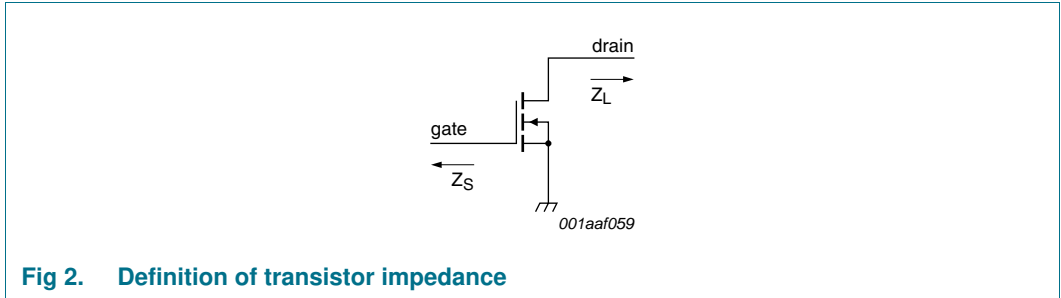 drain
Z_L
gate
Z_S
001aaf059
Fig 2. Definition of transistor impedance